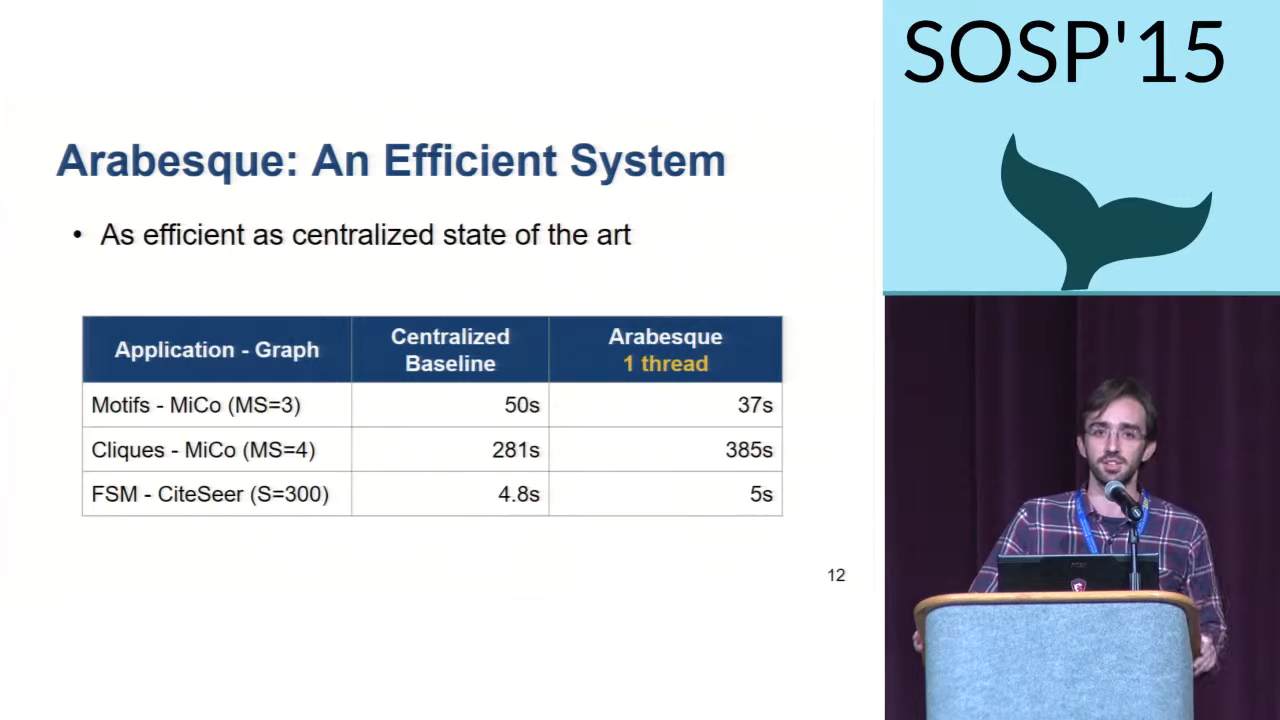 SOSP'15
Arabesque: An Efficient System
• As efficient as centralized state of the art
Application - Graph
Centralized
Baseline
Arabesque
1 thread
Motifs - MiCo (MS=3) 50s 37s
Cliques - MiCo (MS=4) 281s 385s
FSM - CiteSeer (S=300) 4.8s 5s
12